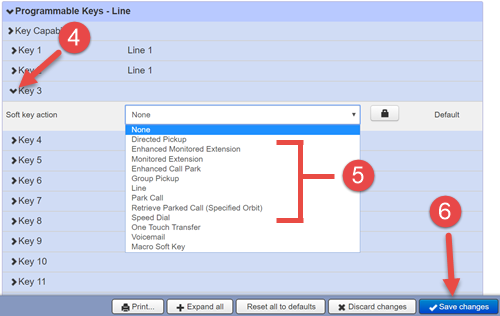 Programmable Keys - Line
Key Capab
4
Key 1 Line 1
Key Line 1
Key 3
Soft key action None Default
None
Directed Pickup
Enhanced Monitored Extension
Monitored Extension
Enhanced Call Park
Group Pickup
Line
Park Call
Retrieve Parked Call (Specified Orbit)
Speed Dial
One Touch Transfer
Voicemail
Macro Soft Key
5
Key 4
Key 5
Key 6
Key 7
Key 8
Key 9
Key 10
Key 11
6
Print... Expand all Reset all to defaults Discard changes Save changes